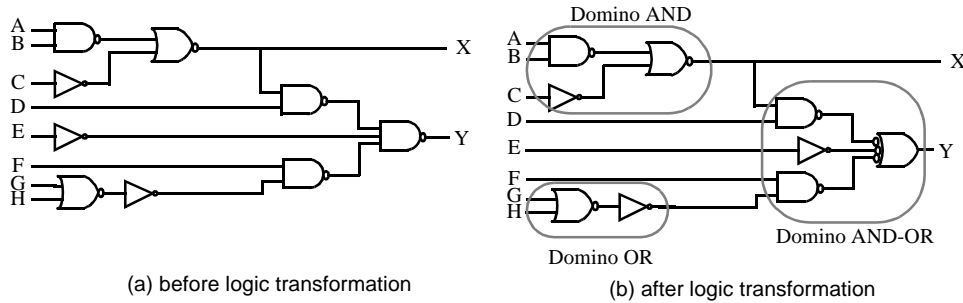 A
B
C
D
E
F
G
H
X
Y
(a) before logic transformation
Domino AND
A
B
C
D
E
F
G
H
X
Y
Domino OR
Domino AND-OR
(b) after logic transformation